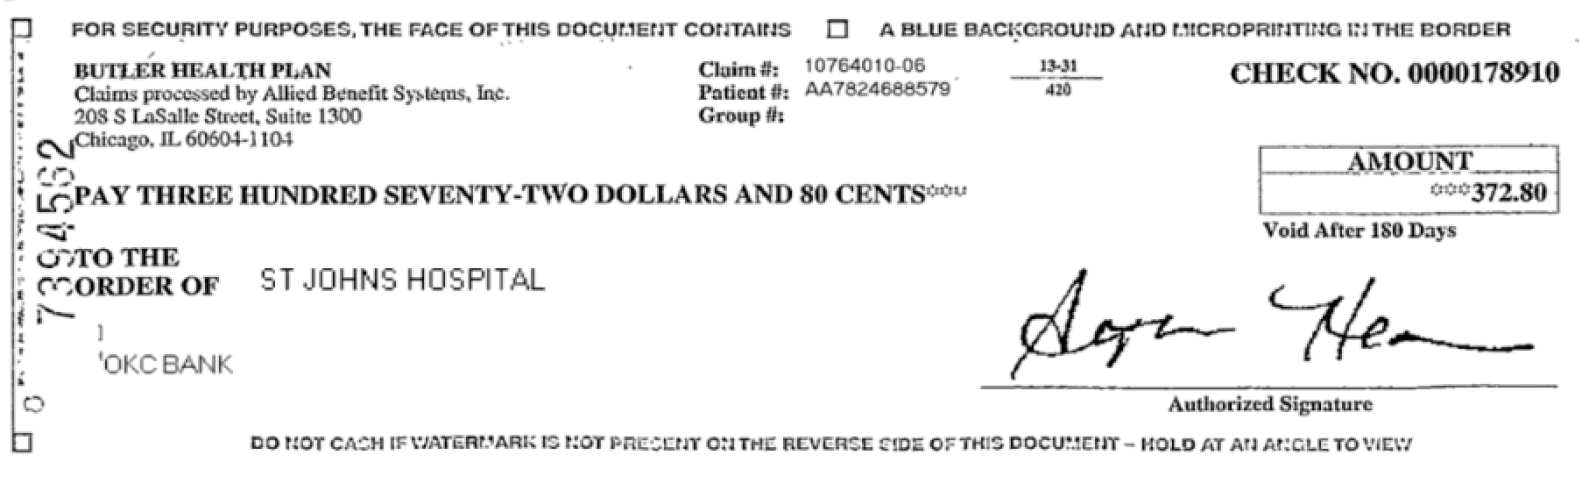 FOR SECURITY PURPOSES, THE FACE OF THIS DOCUMENT CONTAINS A BLUE BACKGROUND AND MICROPRINTING IN THE BORDER
BUTLER HEALTH PLAN
Claims processed by Allied Benefit Systems, Inc.
208 S LaSalle Street, Suite 1300
Chicago, IL 60604-1104
Claim #: 10764010-06
Patient #: AA7824688579
Group #:
13-31
420
CHECK NO. 0000178910
AMOUNT
372.80
Void After 180 Days
PAY THREE HUNDRED SEVENTY-TWO DOLLARS AND 80 CENTS
TO THE
ORDER OF ST JOHNS HOSPITAL
OKC BANK
Authorized Signature
DO NOT CASH IF WATERMARK IS NOT PRESENT ON THE REVERSE SIDE OF THIS DOCUMENT – HOLD AT AN ANGLE TO VIEW